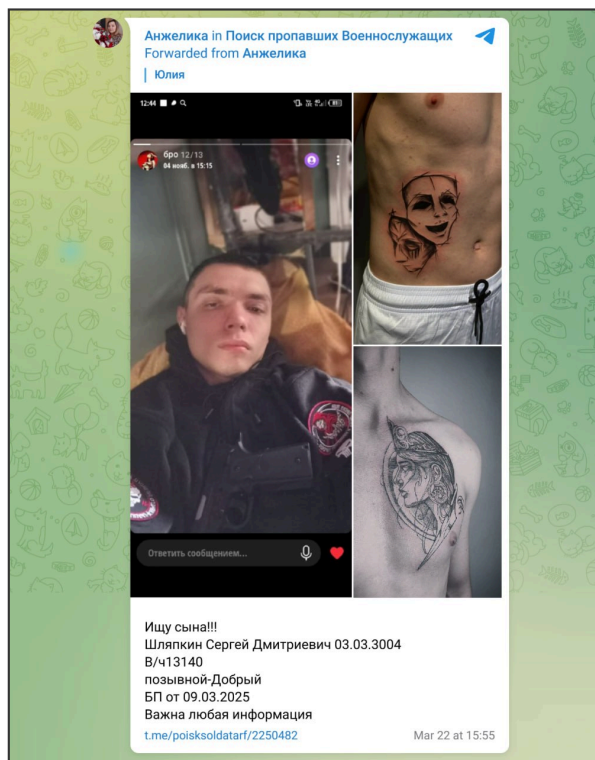 Анжелика in Поиск пропавших Военнослужащих
Forwarded from Анжелика
Юлия
12:44
бро 12/13
04 нояб. в 15:15
Ответить сообщением...
Ищу сына!!!
Шляпкин Сергей Дмитриевич 03.03.3004
В/ч13140
позывной-Добрый
БП от 09.03.2025
Важна любая информация
t.me/poisksoldatarf/2250482
Mar 22 at 15:55